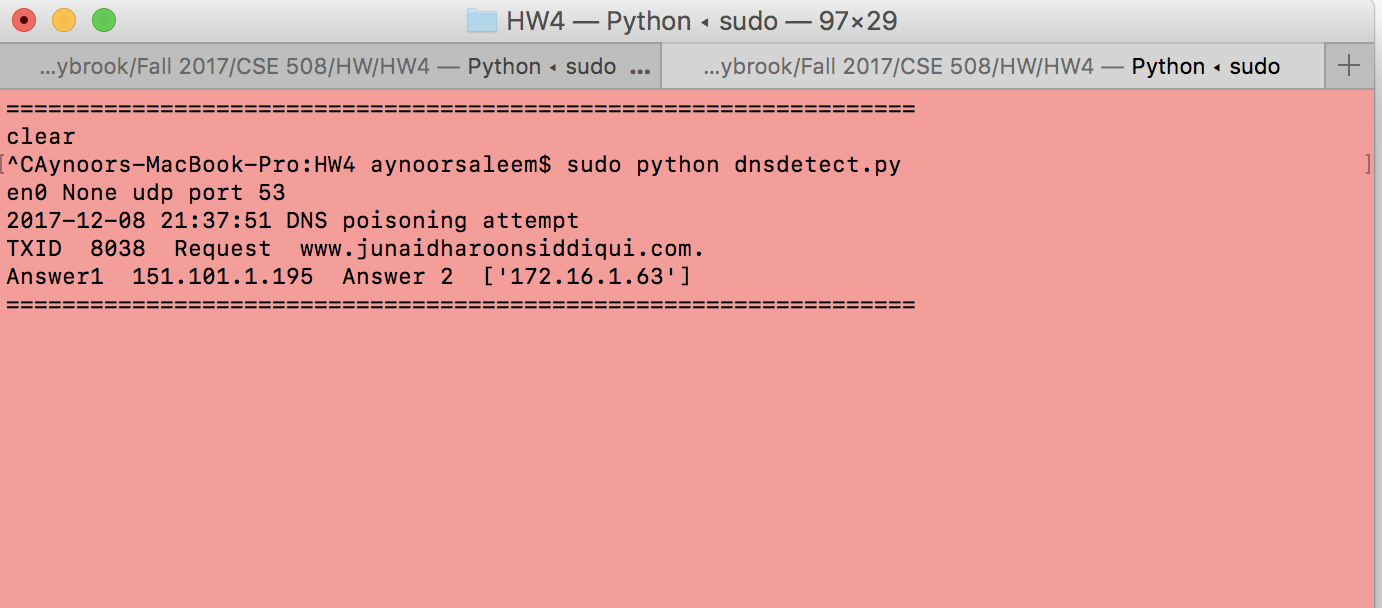 HW4 — Python ◂ sudo — 97×29
...ybrook/Fall 2017/CSE 508/HW/HW4 — Python ◂ sudo ...
...ybrook/Fall 2017/CSE 508/HW/HW4 — Python ◂ sudo
+
=================================================================
clear
[^CAynoors-MacBook-Pro:HW4 aynoorsaleem$ sudo python dnsdetect.py ]
en0 None udp port 53
2017-12-08 21:37:51 DNS poisoning attempt
TXID  8038  Request  www.junaidharoonsiddiqui.com.
Answer1  151.101.1.195  Answer 2  ['172.16.1.63']
=================================================================